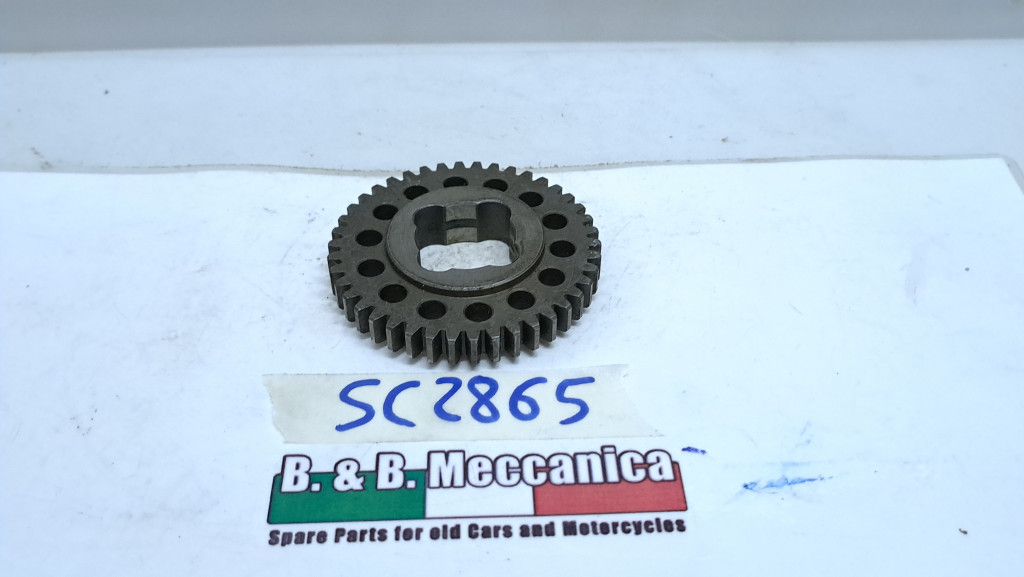 SC2865
B. & B. Meccanica
Spare Parts for old Cars and Motorcycles